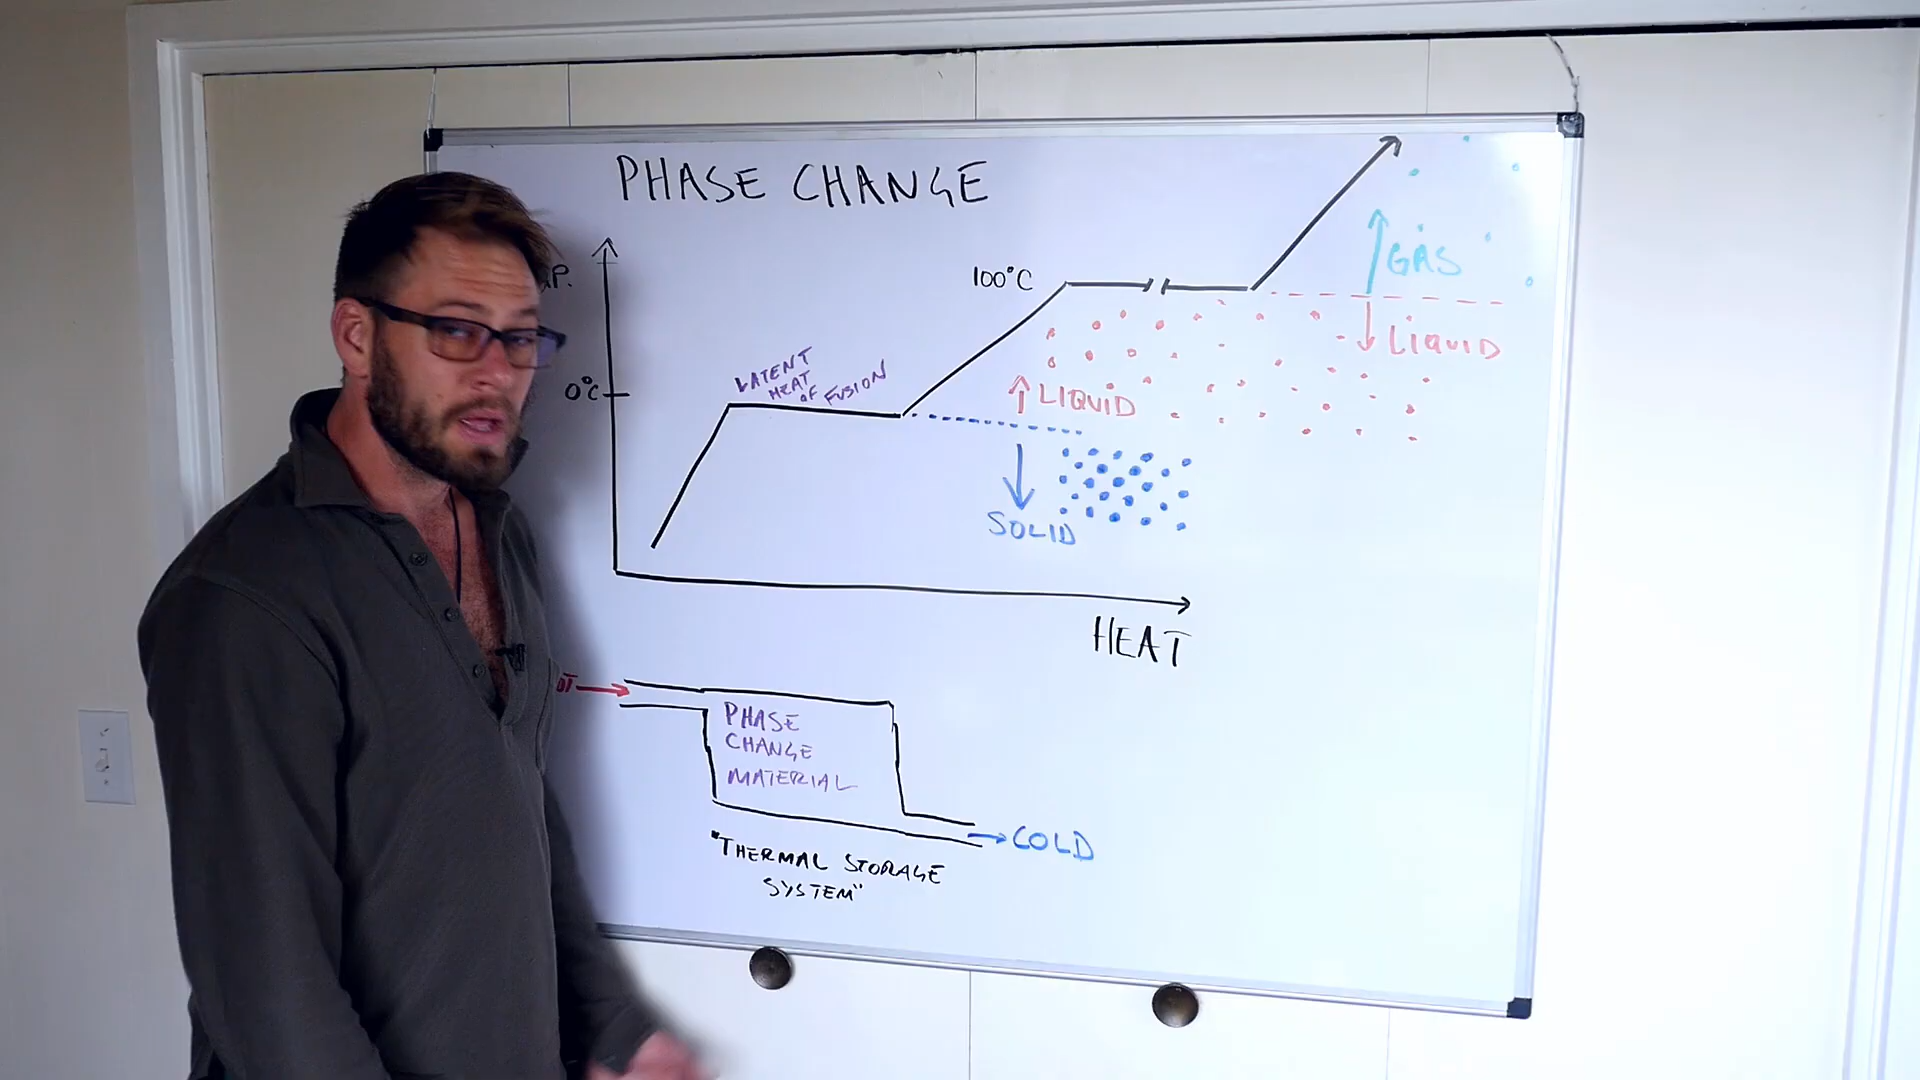 PHASE CHANGE
100°C
GAS
LIQUID
LATENT
HEAT
OF FUSION
0°C
LIQUID
SOLID
HEAT
PHASE
CHANGE
MATERIAL
COLD
"THERMAL STORAGE
SYSTEM"